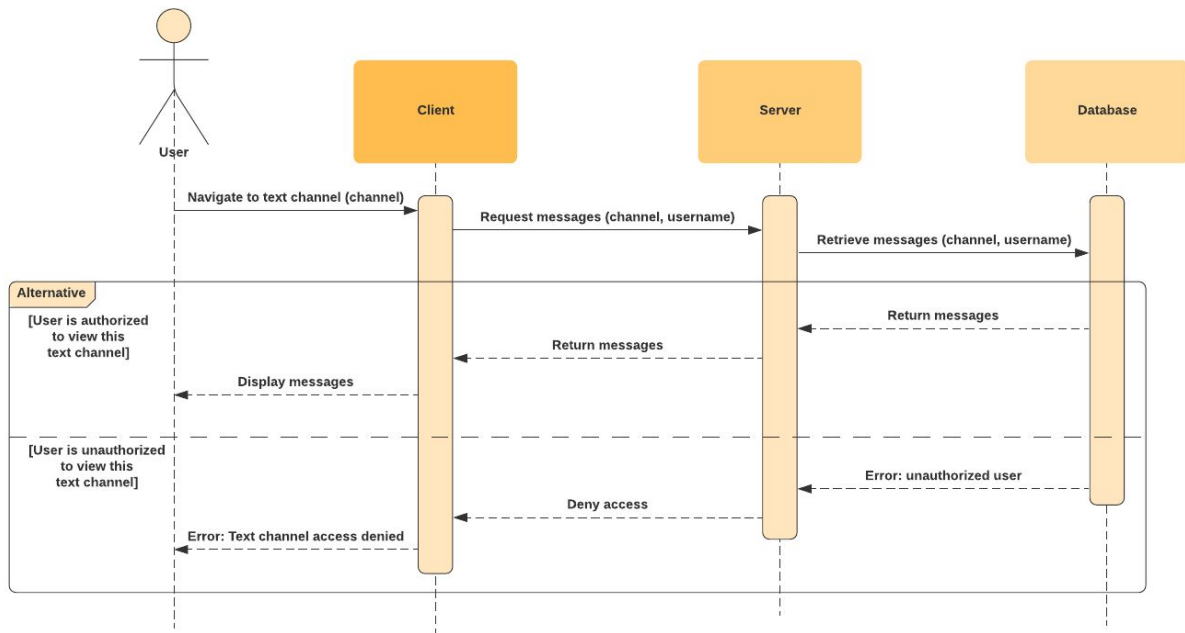 Client
Server
Database
User
Navigate to text channel (channel)
Request messages (channel, username)
Retrieve messages (channel, username)
Alternative
[User is authorized
to view this
text channel]
Return messages
Return messages
Display messages
[User is unauthorized
to view this
text channel]
Error: unauthorized user
Deny access
Error: Text channel access denied